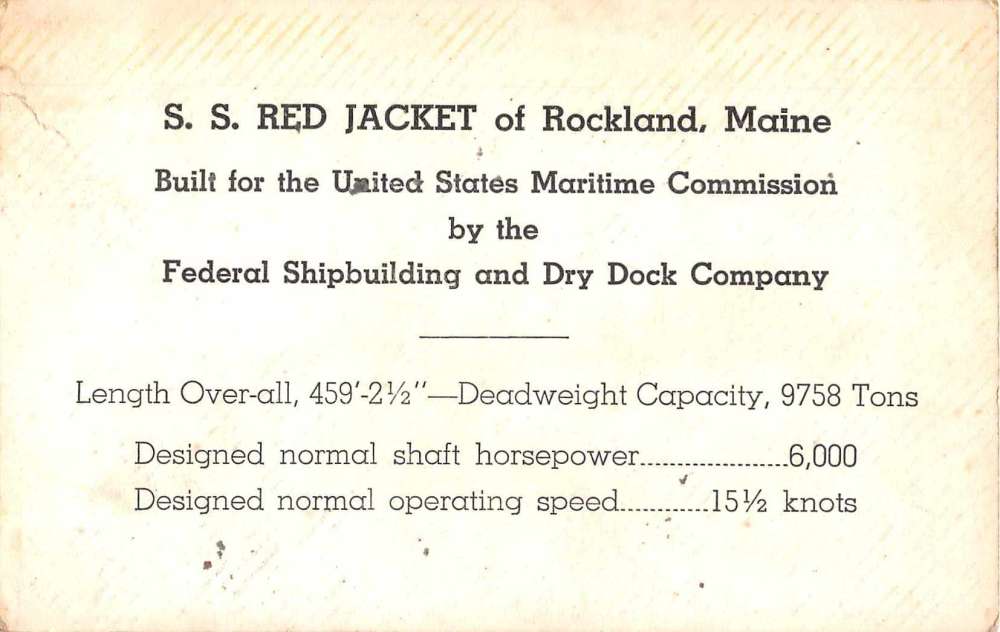 S. S. RED JACKET of Rockland, Maine
Built for the United States Maritime Commission
by the
Federal Shipbuilding and Dry Dock Company
Length Over-all, 459'-2½"—Deadweight Capacity, 9758 Tons
Designed normal shaft horsepower....................6,000
Designed normal operating speed............15½ knots